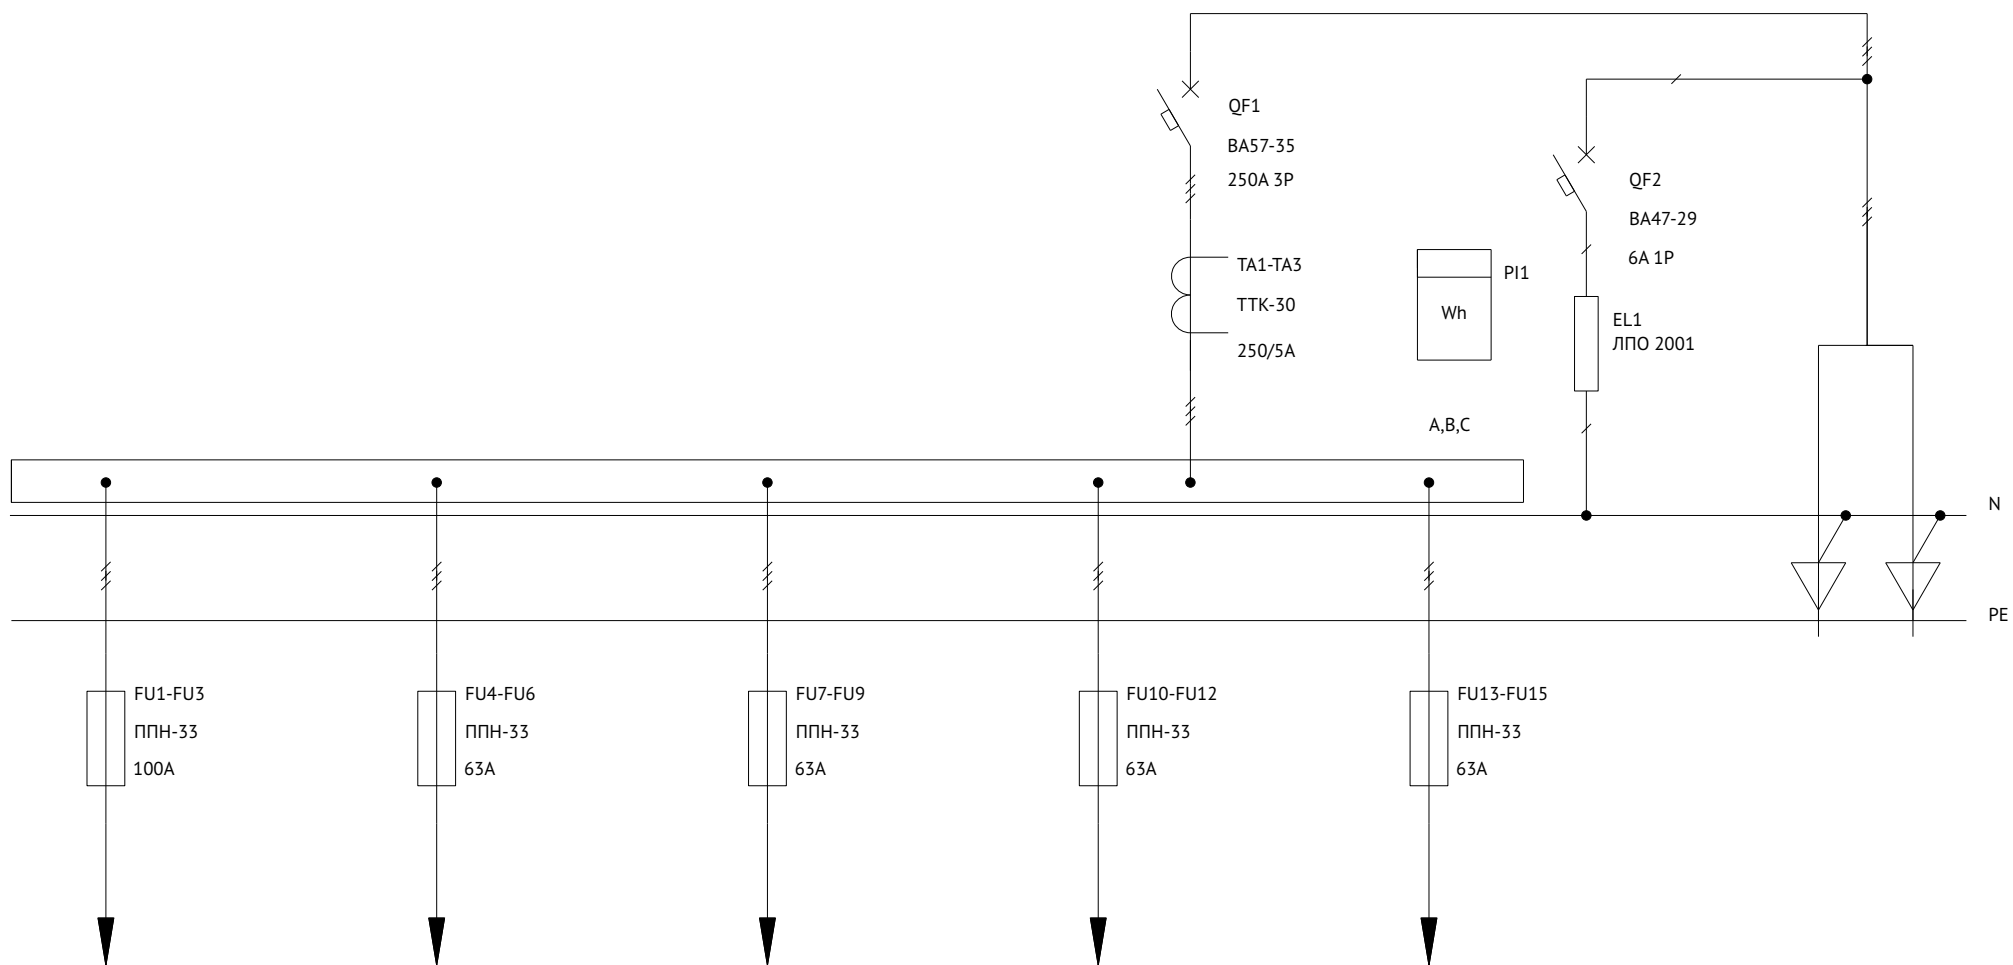 QF1
ВА57-35
250А 3Р
QF2
ВА47-29
6А 1Р
ТА1-ТА3
ТТК-30
250/5А
PI1
Wh
EL1
ЛПО 2001
А,В,С
N
PE
FU1-FU3
ППН-33
100А
FU4-FU6
ППН-33
63А
FU7-FU9
ППН-33
63А
FU10-FU12
ППН-33
63А
FU13-FU15
ППН-33
63А